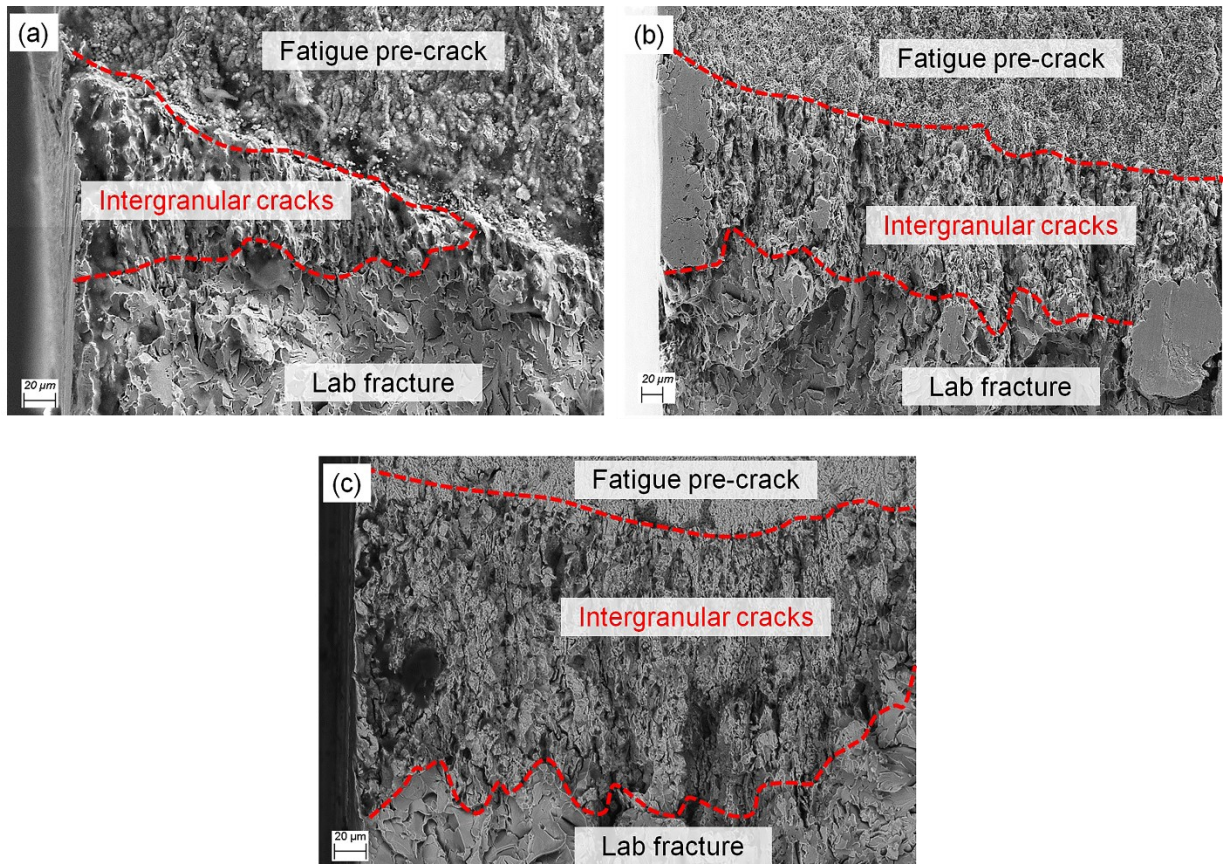 (a)
Fatigue pre-crack
Intergranular cracks
Lab fracture
20 µm
(b)
Fatigue pre-crack
Intergranular cracks
Lab fracture
20 µm
(c)
Fatigue pre-crack
Intergranular cracks
Lab fracture
20 µm